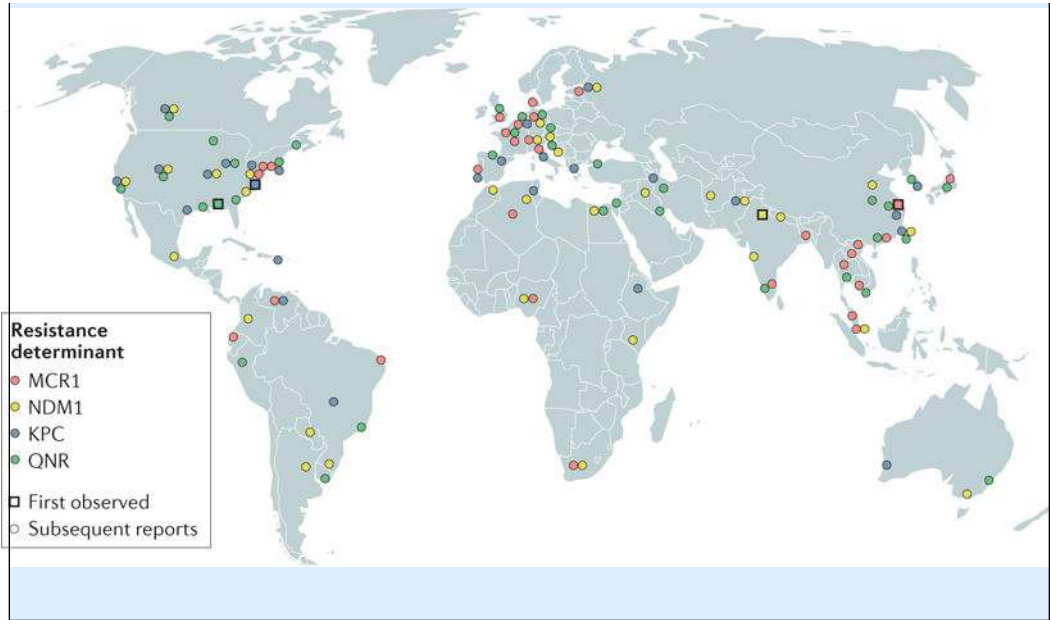 Resistance
determinant
MCR1
NDM1
KPC
QNR
First observed
Subsequent reports